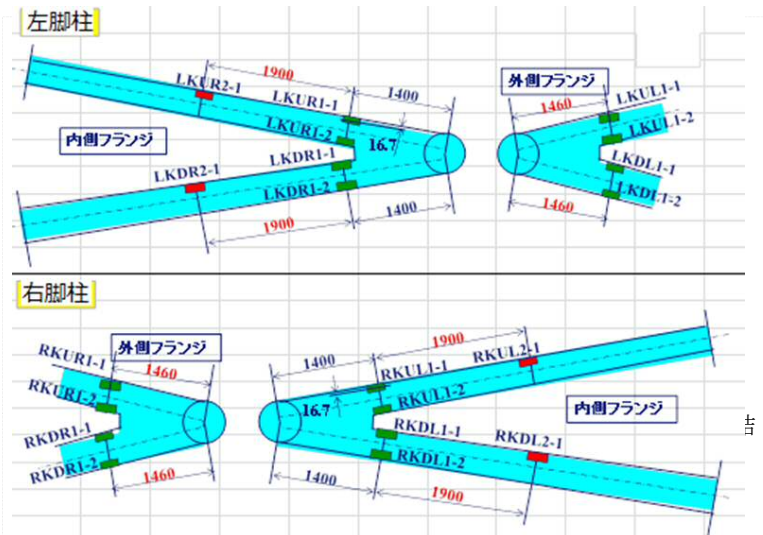 左脚柱
LKUR2-1
1900
LKUR1-1
1400
外側フランジ
1460
LKUL1-1
LKUL1-2
内側フランジ
LKUR1-2
16.7
LKDR1-1
LKDR2-1
LKDR1-2
LKDL1-1
LKDL1-2
1900
1400
1460
右脚柱
RKUR1-1
外側フランジ
1460
RKUR1-2
RKDR1-1
RKDR1-2
1460
1400
1900
RKUL1-1
RKUL2-1
16.7
RKUL1-2
内側フランジ
RKDL1-1
RKDL2-1
RKDL1-2
1400
1900